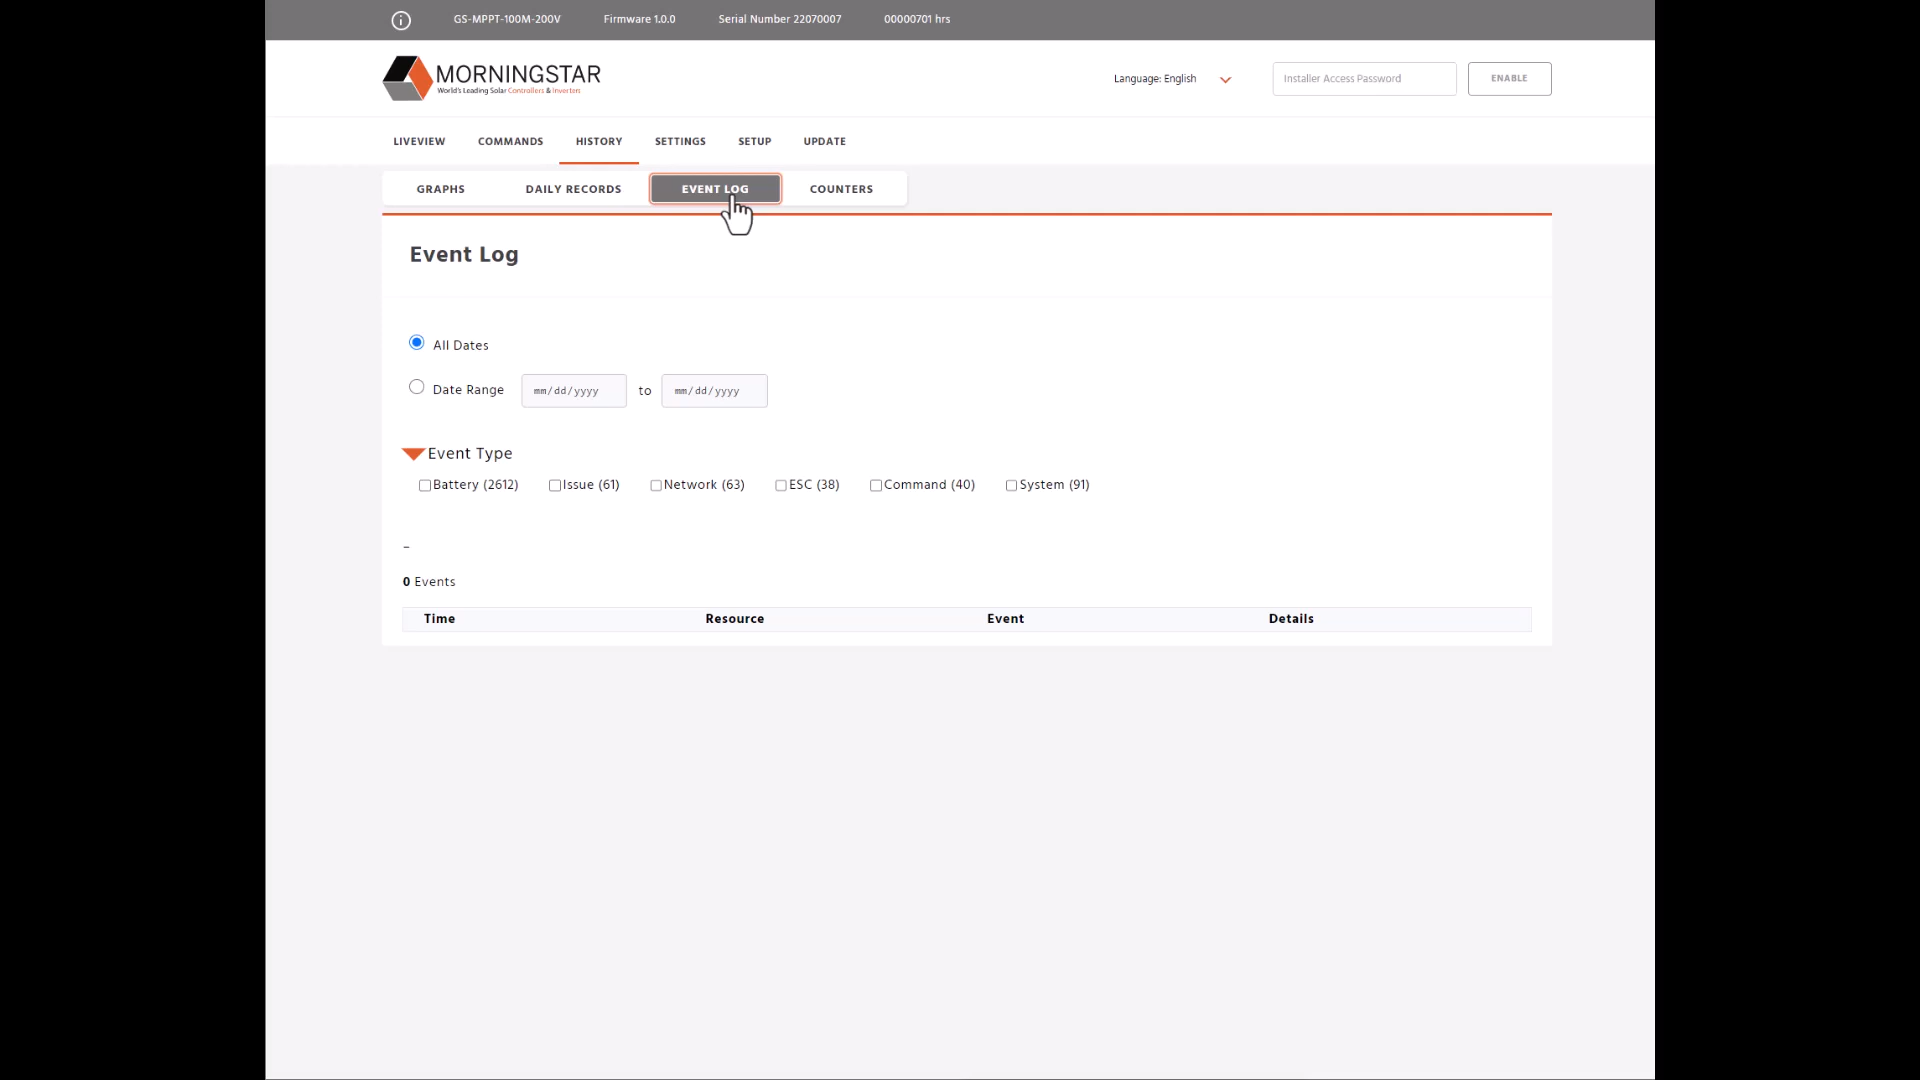 GS-MPPT-100M-200V Firmware 1.0.0 Serial Number 22070007 00000701 hrs
MORNINGSTAR
World's Leading Solar Controllers & Inverters
Language: English
Installer Access Password
ENABLE
LIVEVIEW COMMANDS HISTORY SETTINGS SETUP UPDATE
GRAPHS DAILY RECORDS EVENT LOG COUNTERS
Event Log
All Dates
Date Range mm/dd/yyyy to mm/dd/yyyy
Event Type
Battery (2612) Issue (61) Network (63) ESC (38) Command (40) System (91)
–
0 Events
Time Resource Event Details